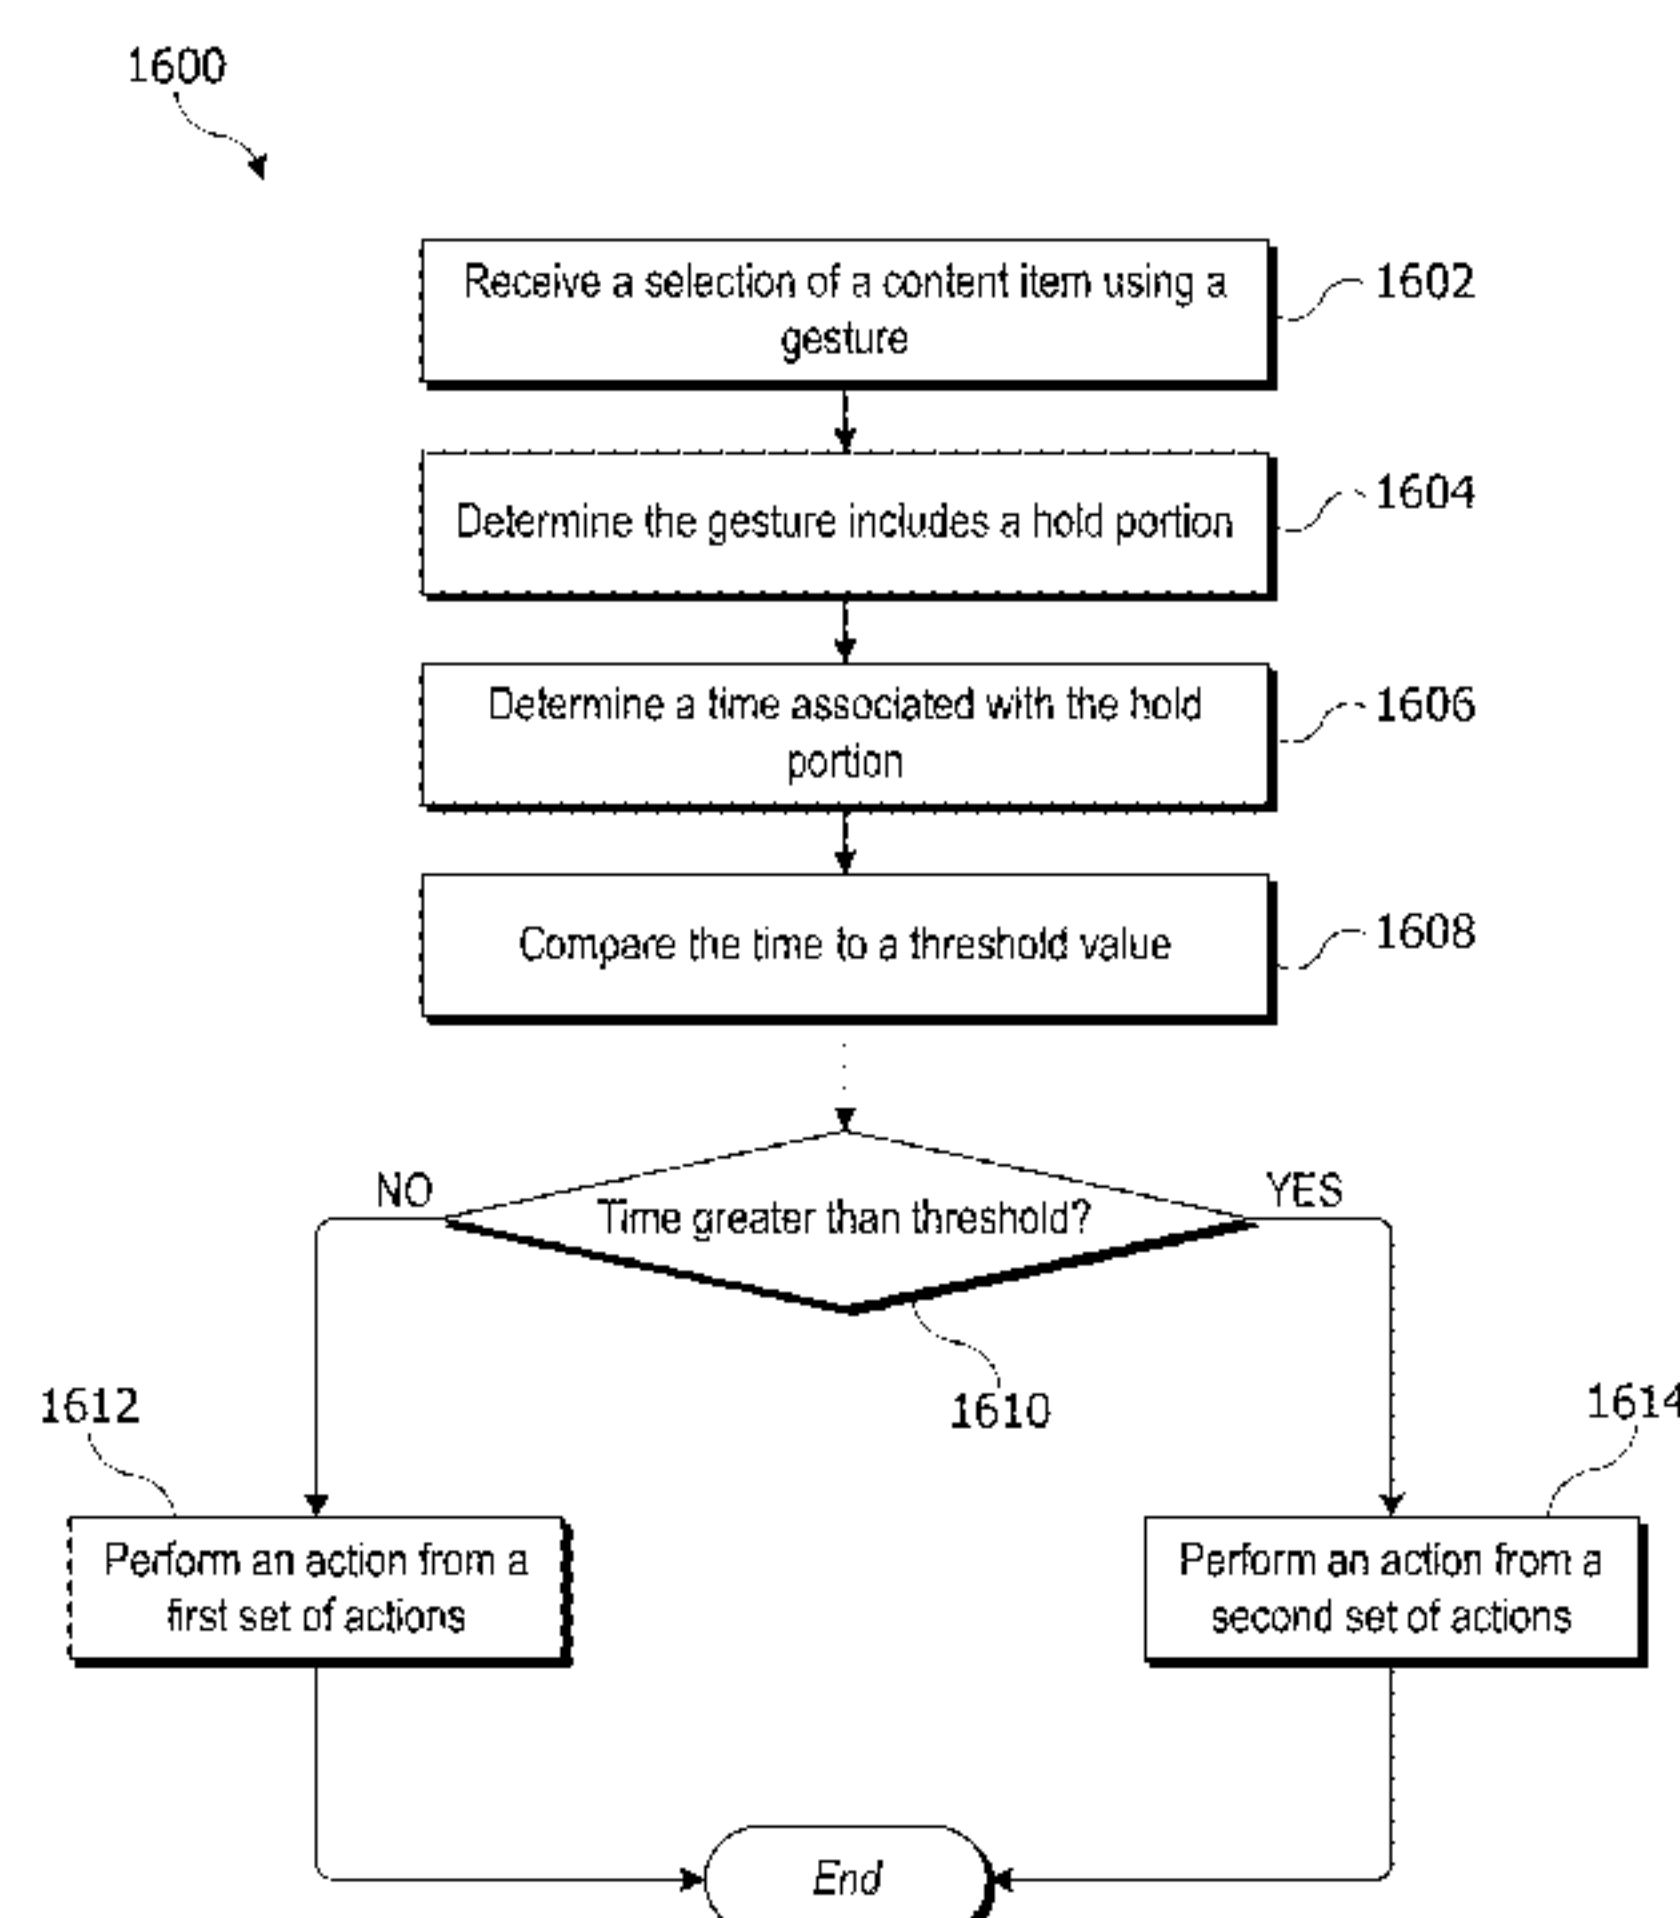 1600
Receive a selection of a content item using a
gesture
1602
Determine the gesture includes a hold portion
1604
Determine a time associated with the hold
portion
1606
Compare the time to a threshold value
1608
NO
Time greater than threshold?
YES
1610
1612
1614
Perform an action from a
first set of actions
Perform an action from a
second set of actions
End